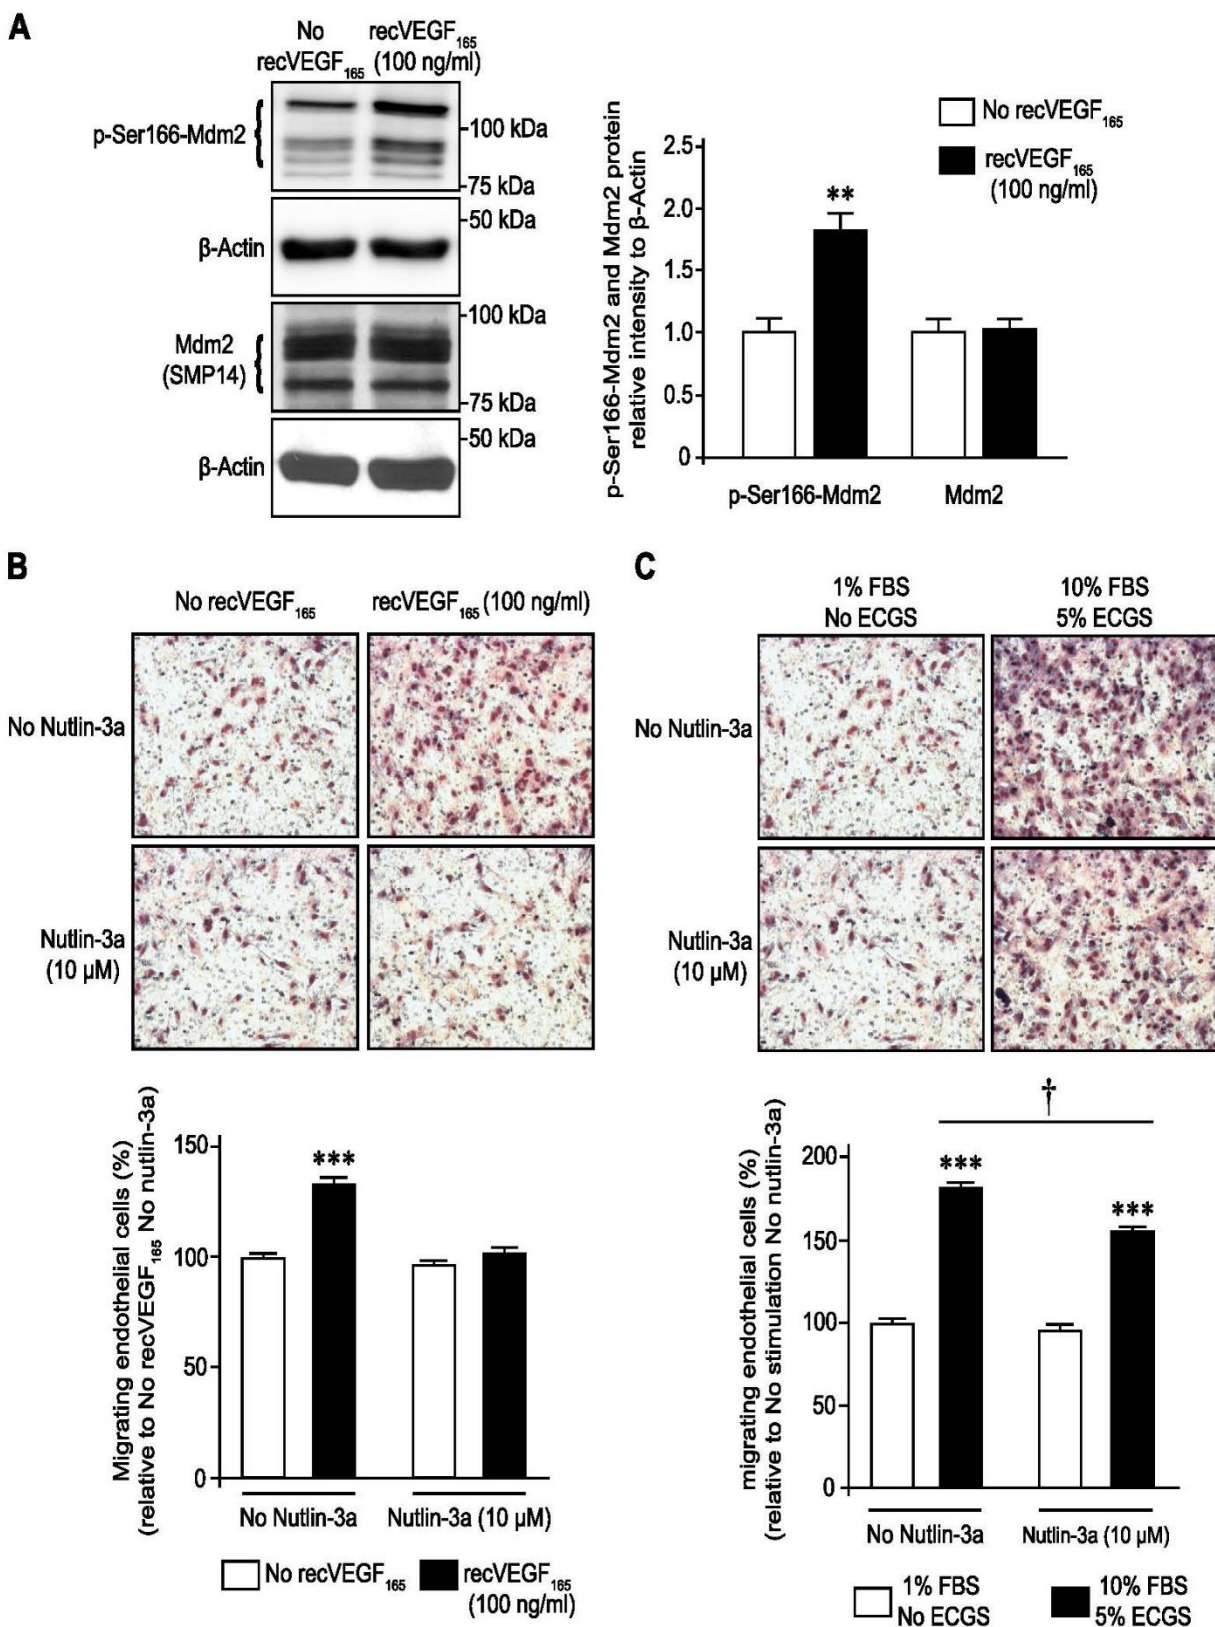 A
No
recVEGF165
recVEGF165
(100 ng/ml)
p-Ser166-Mdm2
-100 kDa
-75 kDa
-50 kDa
β-Actin
-100 kDa
Mdm2
(SMP14)
-75 kDa
-50 kDa
β-Actin
No recVEGF165
recVEGF165
(100 ng/ml)
p-Ser166-Mdm2 and Mdm2 protein
relative intensity to β-Actin
2.5
2.0
1.5
1.0
0.5
0
**
p-Ser166-Mdm2
Mdm2
B
No recVEGF165
recVEGF165 (100 ng/ml)
No Nutlin-3a
Nutlin-3a
(10 µM)
Migrating endothelial cells (%)
(relative to No recVEGF165 No nutlin-3a)
150
100
50
0
***
No Nutlin-3a
Nutlin-3a (10 µM)
No recVEGF165
recVEGF165
(100 ng/ml)
C
1% FBS
No ECGS
10% FBS
5% ECGS
No Nutlin-3a
Nutlin-3a
(10 µM)
migrating endothelial cells (%)
(relative to No stimulation No nutlin-3a)
†
200
150
100
50
0
***
***
No Nutlin-3a
Nutlin-3a (10 µM)
1% FBS
No ECGS
10% FBS
5% ECGS